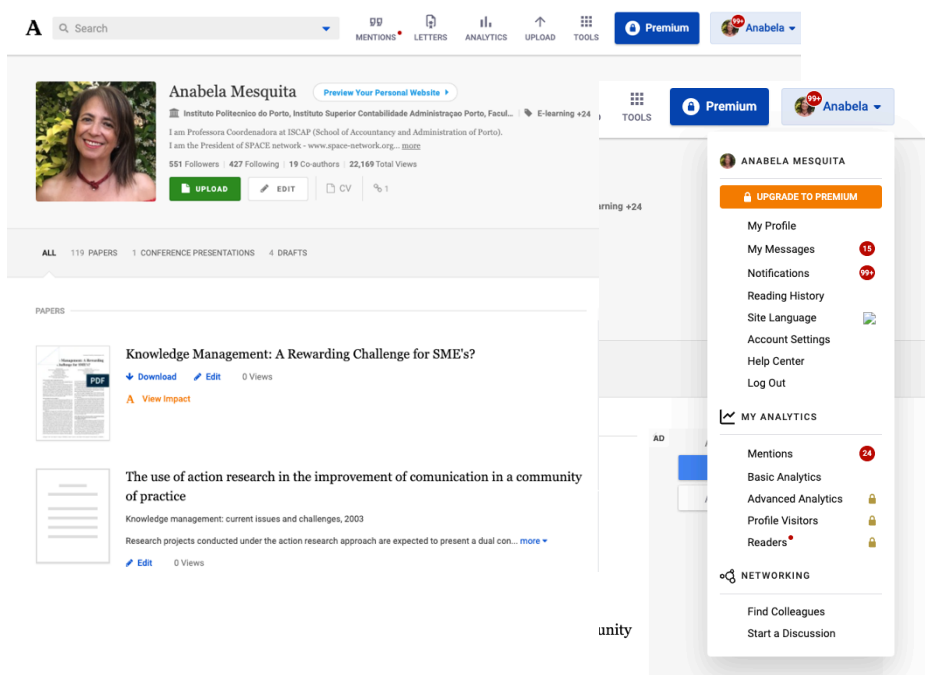 A
Search
MENTIONS
LETTERS
ANALYTICS
UPLOAD
TOOLS
Premium
99+
Anabela
Anabela Mesquita
Preview Your Personal Website
Instituto Politecnico do Porto, Instituto Superior Contabilidade Administraçao Porto, Facul... | E-learning +24
I am Professora Coordenadora at ISCAP (School of Accountancy and Administration of Porto).
I am the President of SPACE network - www.space-network.org... more
551 Followers | 427 Following | 19 Co-authors | 22,169 Total Views
UPLOAD
EDIT
CV
1
ALL
119 PAPERS
1 CONFERENCE PRESENTATIONS
4 DRAFTS
PAPERS
PDF
Knowledge Management: A Rewarding Challenge for SME's?
Download
Edit
0 Views
A View impact
The use of action research in the improvement of comunication in a community
of practice
Knowledge management: current issues and challenges, 2003
Research projects conducted under the action research approach are expected to present a dual con... more
Edit
0 Views
TOOLS
Premium
99+
Anabela
rning +24
AD
unity
ANABELA MESQUITA
UPGRADE TO PREMIUM
My Profile
My Messages 15
Notifications 99+
Reading History
Site Language
Account Settings
Help Center
Log Out
MY ANALYTICS
Mentions 24
Basic Analytics
Advanced Analytics
Profile Visitors
Readers
NETWORKING
Find Colleagues
Start a Discussion